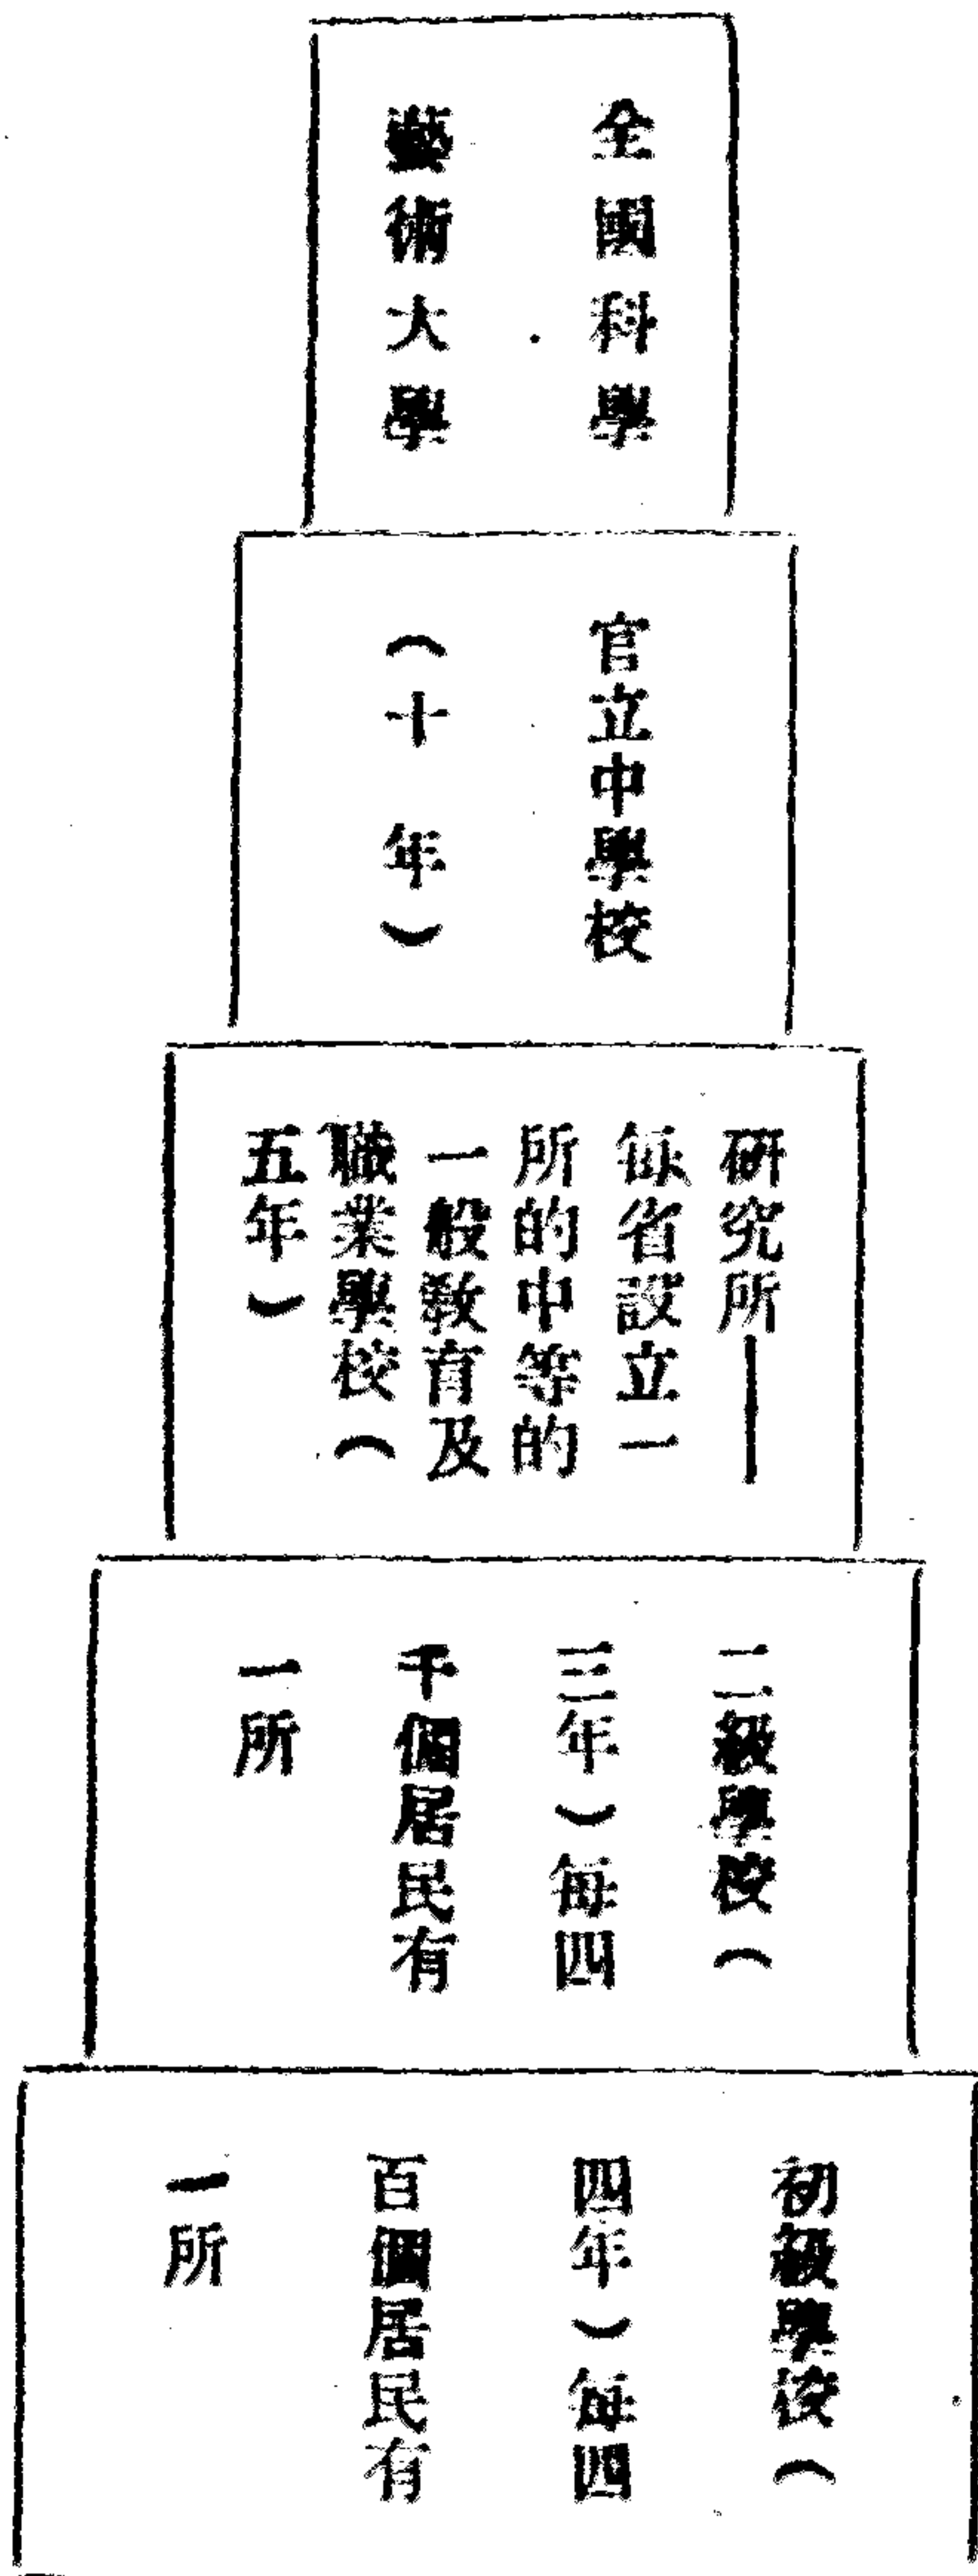 全國科學
藝術大學
官立中學校
（十年）
研究所——
每省設立一
所的中等的
一般敎育及
職業學校（
五年）
二級學校（
三年）每四
千個居民有
一所
初級學校（
四年）每四
百個居民有
一所